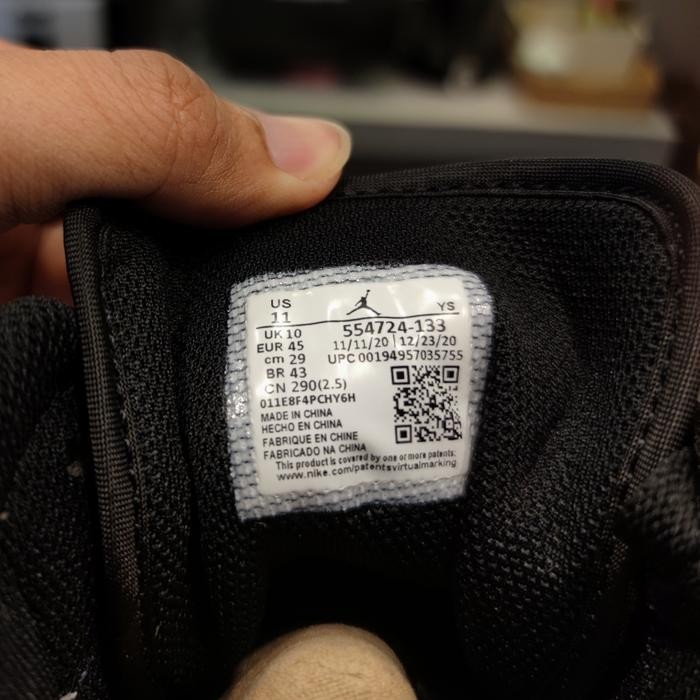 US
11
YS
UK 10
554724-133
EUR 45
11/11/20 | 12/23/20
cm 29
UPC 00194957035755
BR 43
CN 290(2.5)
011E8F4PCHY6H
MADE IN CHINA
HECHO EN CHINA
FABRIQUE EN CHINE
FABRICADO NA CHINA
This product is covered by one or more patents:
www.nike.com/patentsvirtualmarking